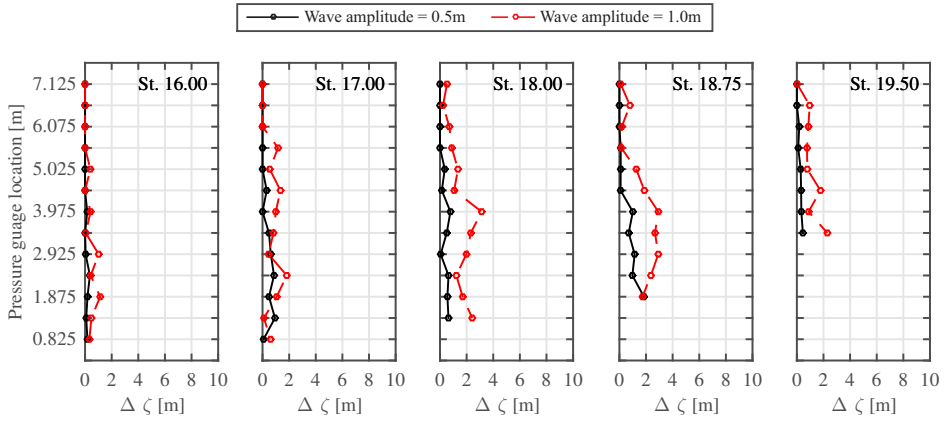 Wave amplitude = 0.5m Wave amplitude = 1.0m
St. 16.00 St. 17.00 St. 18.00 St. 18.75 St. 19.50
Pressure guage location [m]
7.125
6.075
5.025
3.975
2.925
1.875
0.825
0 2 4 6 8 10 0 2 4 6 8 10 0 2 4 6 8 10 0 2 4 6 8 10 0 2 4 6 8 10
Δ ζ [m] Δ ζ [m] Δ ζ [m] Δ ζ [m] Δ ζ [m]